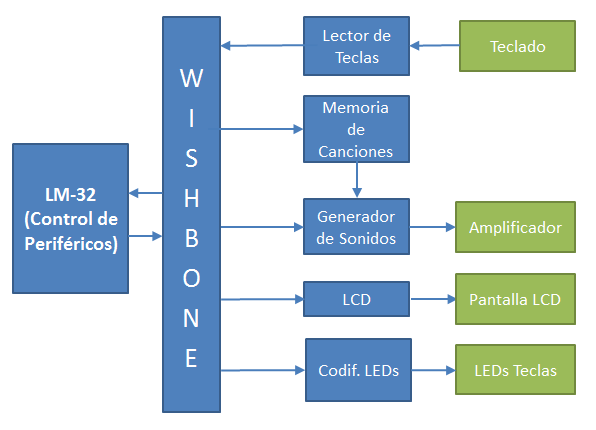 LM-32
(Control de
Periféricos)
W
I
S
H
B
O
N
E
Lector de
Teclas
Teclado
Memoria
de
Canciones
Generador
de Sonidos
Amplificador
LCD
Pantalla LCD
Codif. LEDs
LEDs Teclas